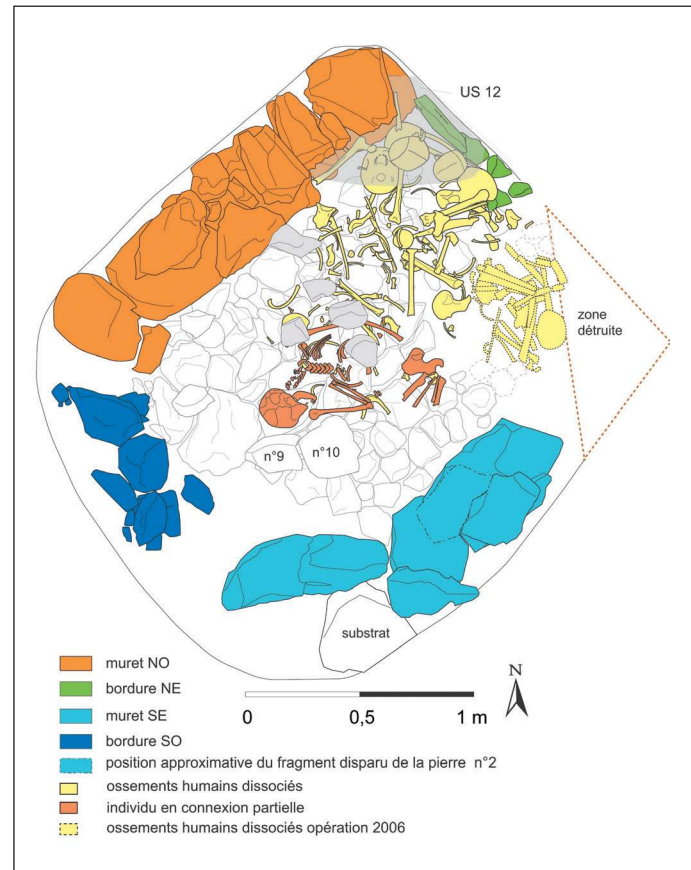 US 12
zone
détruite
n°9
n°10
substrat
muret NO
bordure NE
muret SE
bordure SO
position approximative du fragment disparu de la pierre n°2
ossements humains dissociés
individu en connexion partielle
ossements humains dissociés opération 2006
N
0
0,5
1 m